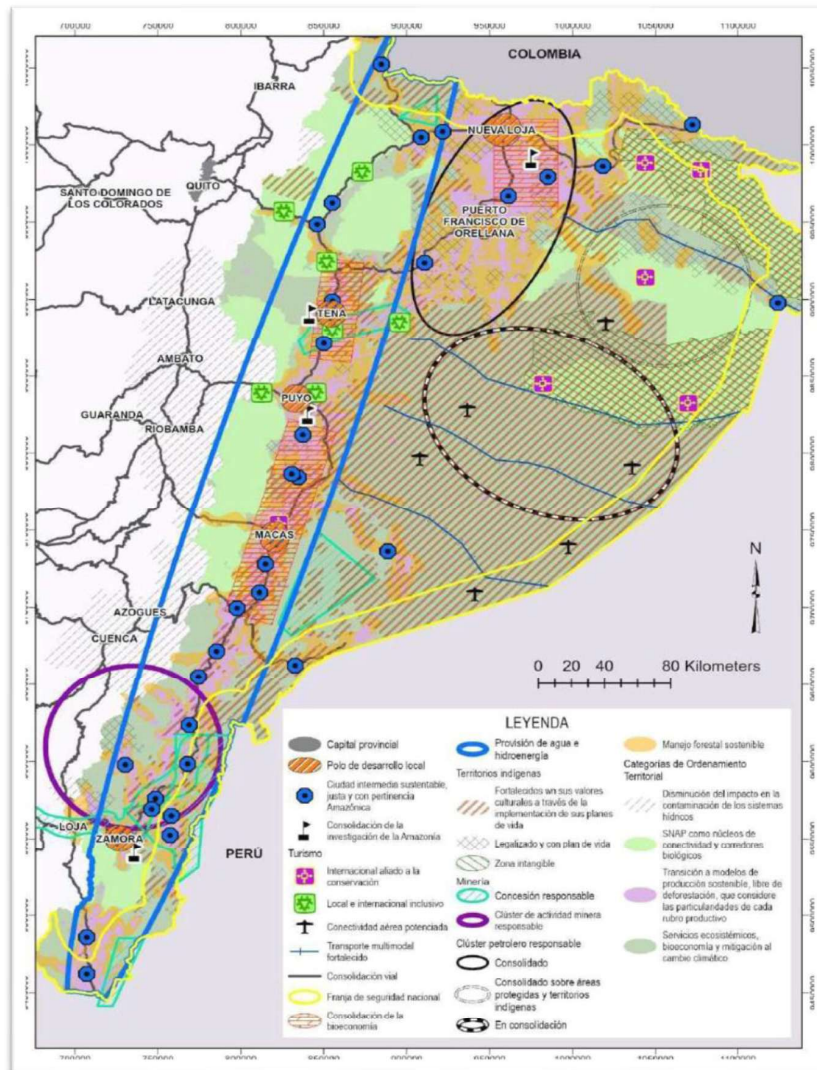 700000 750000 800000 850000 900000 950000 1000000 1050000 1100000
COLOMBIA
IBARRA
NUEVA LOJA
QUITO
SANTO DOMINGO DE
LOS COLORADOS
PUERTO
FRANCISCO DE
ORELLANA
LATACUNGA
TENA
AMBATO
PUYO
GUARANDA
RIOBAMBA
MACAS
N
AZOGUES
CUENCA
0 20 40 80 Kilometers
LOJA
ZAMORA
PERÚ
LEYENDA
Capital provincial
Polo de desarrollo local
Ciudad intermedia sustentable,
justa y con pertinencia
Amazónica
Consolidación de la
investigación de la Amazonía
Turismo
Internacional aliado a la
conservación
Local e internacional inclusivo
Conectividad aérea potenciada
Transporte multimodal
fortalecido
Consolidación vial
Franja de seguridad nacional
Consolidación de la
bioeconomía
Provisión de agua e
hidroenergía
Territorios indígenas
Fortalecidos en sus valores
culturales a través de la
implementación de sus planes
de vida
Legalizado y con plan de vida
Zona intangible
Minería
Concesión responsable
Clúster de actividad minera
responsable
Clúster petrolero responsable
Consolidado
Consolidado sobre áreas
protegidas y territorios
indígenas
En consolidación
Manejo forestal sostenible
Categorías de Ordenamiento
Territorial
Disminución del impacto en la
contaminación de los sistemas
hídricos
SNAP como núcleos de
conectividad y corredores
biológicos
Transición a modelos de
producción sostenible, libre de
deforestación, que considere
las particularidades de cada
rubro productivo
Servicios ecosistémicos,
bioeconomía y mitigación al
cambio climático
700000 750000 800000 850000 900000 950000 1000000 1050000 1100000